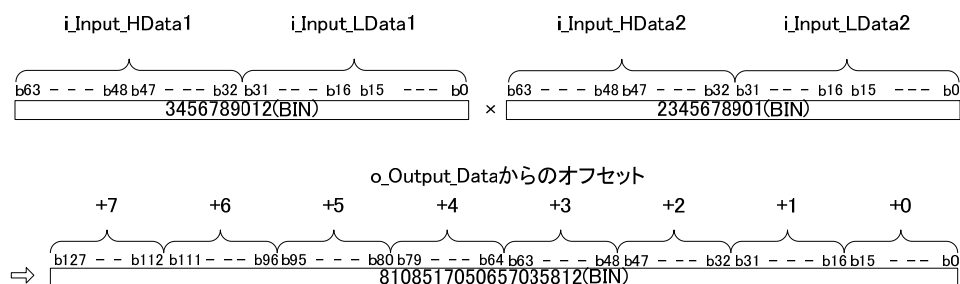 i_Input_HData1 i_Input_LData1 i_Input_HData2 i_Input_LData2
b63 --- b48 b47 --- b32 b31 --- b16 b15 --- b0 b63 --- b48 b47 --- b32 b31 --- b16 b15 --- b0
3456789012(BIN) × 2345678901(BIN)
o_Output_Dataからのオフセット
+7 +6 +5 +4 +3 +2 +1 +0
b127 -- b112 b111 --- b96 b95 --- b80 b79 --- b64 b63 --- b48 b47 --- b32 b31 --- b16 b15 --- b0
⇨ 8108517050657035812(BIN)